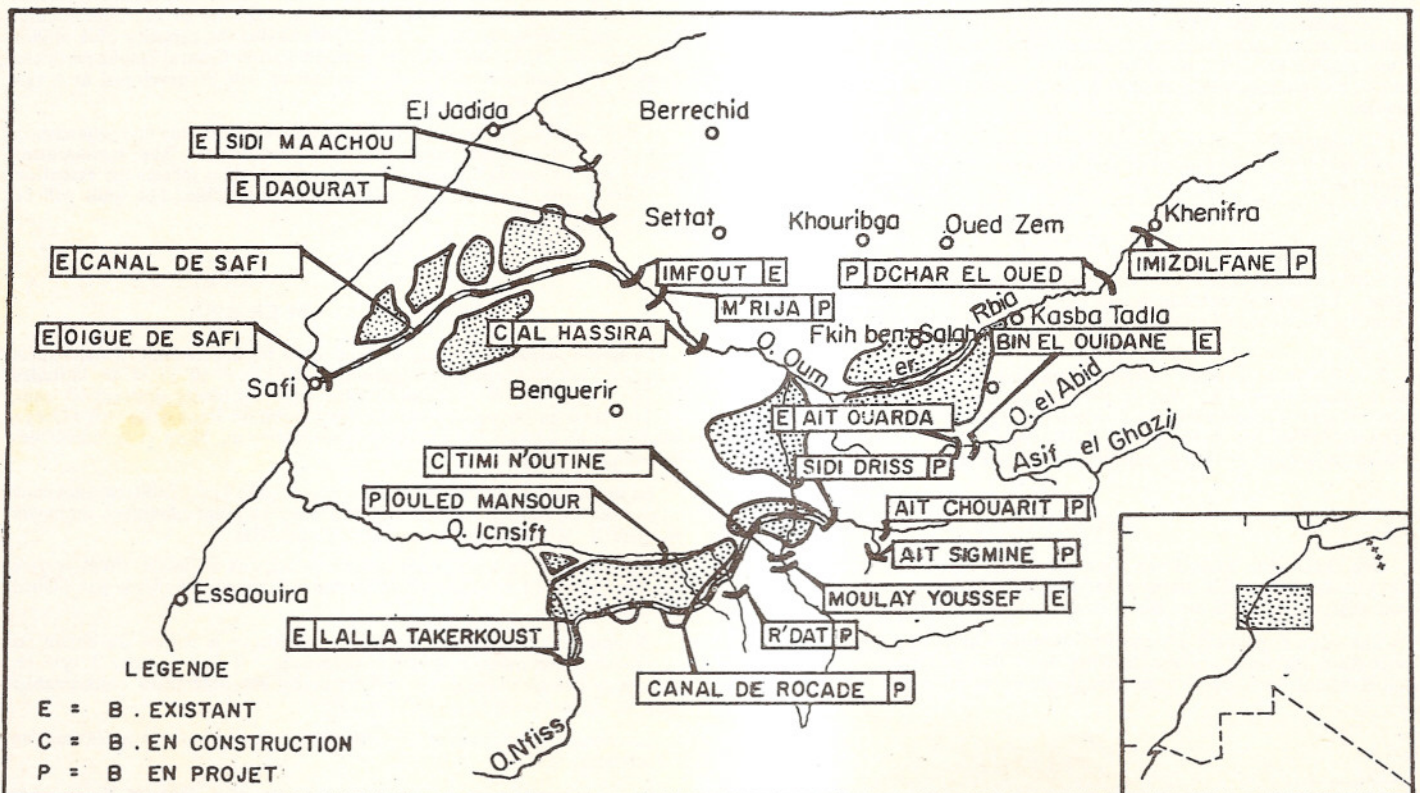 El Jadida
Berrechid
E SIDI MAACHOU
E DAOURAT
Settat
Khouribga
Oued Zem
Khenifra
E CANAL DE SAFI
IMFOUT E
P DCHAR EL OUED
IMIZDILFANE P
M'RIJA P
Rbia
Kasba Tadla
C AL HASSIRA
Fkih ben Salah
E OIGUE DE SAFI
O. Oum
er
BIN EL OUIDANE E
Safi
Benguerir
O. el Abid
E AIT OUARDA
Asif el Ghazil
C TIMI N'OUTINE
SIDI DRISS P
P OULED MANSOUR
AIT CHOUARIT P
O. Icnsift
AIT SIGMINE P
Essaouira
MOULAY YOUSSEF E
E LALLA TAKERKOUST
R'DAT P
LEGENDE
CANAL DE ROCADE P
E = B. EXISTANT
C = B. EN CONSTRUCTION
P = B EN PROJET
O.Nfiss